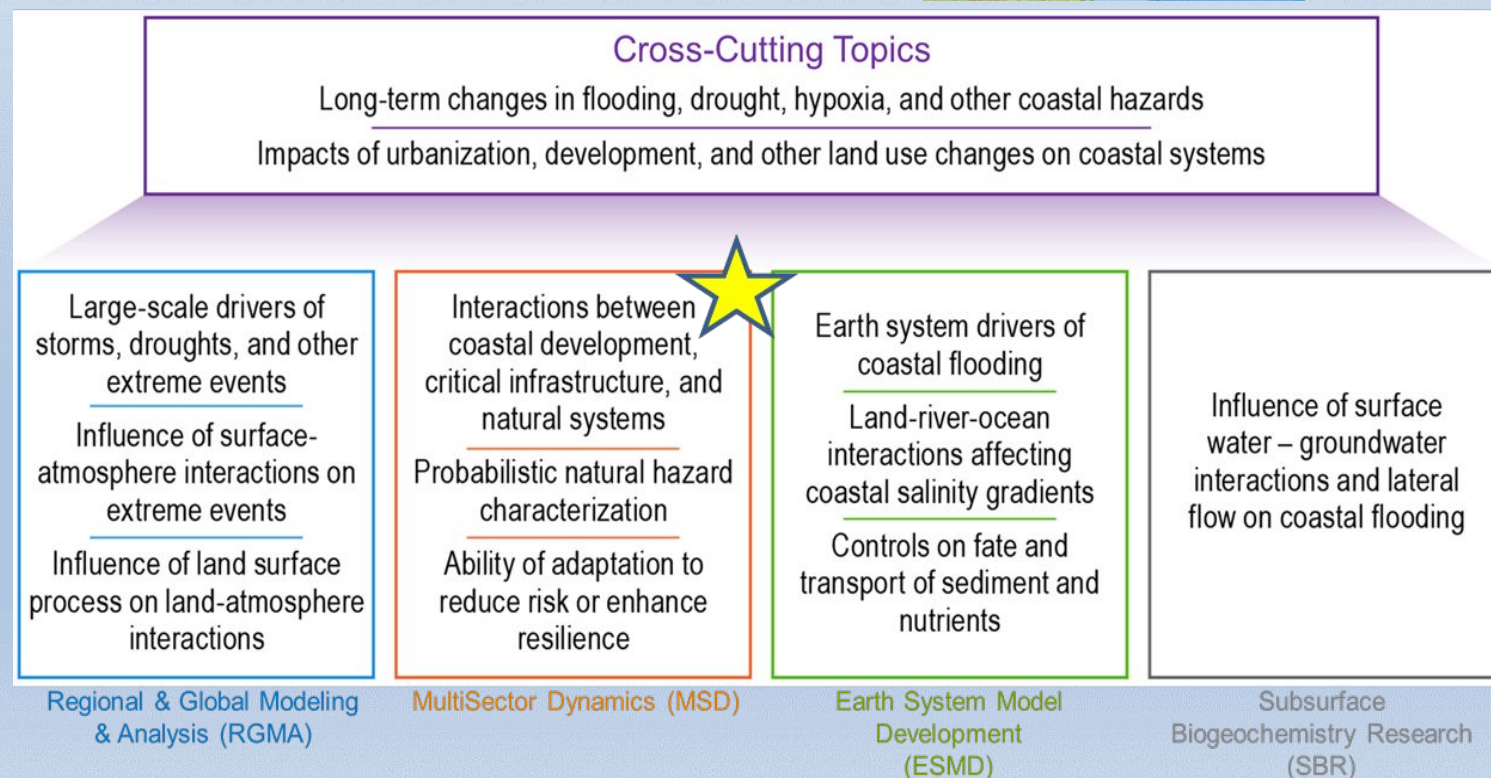 Cross-Cutting Topics
Long-term changes in flooding, drought, hypoxia, and other coastal hazards
Impacts of urbanization, development, and other land use changes on coastal systems
Large-scale drivers of
storms, droughts, and other
extreme events
Influence of surface-
atmosphere interactions on
extreme events
Influence of land surface
process on land-atmosphere
interactions
Regional & Global Modeling
& Analysis (RGMA)
Interactions between
coastal development,
critical infrastructure, and
natural systems
Probabilistic natural hazard
characterization
Ability of adaptation to
reduce risk or enhance
resilience
MultiSector Dynamics (MSD)
Earth system drivers of
coastal flooding
Land-river-ocean
interactions affecting
coastal salinity gradients
Controls on fate and
transport of sediment and
nutrients
Earth System Model
Development
(ESMD)
Influence of surface
water – groundwater
interactions and lateral
flow on coastal flooding
Subsurface
Biogeochemistry Research
(SBR)